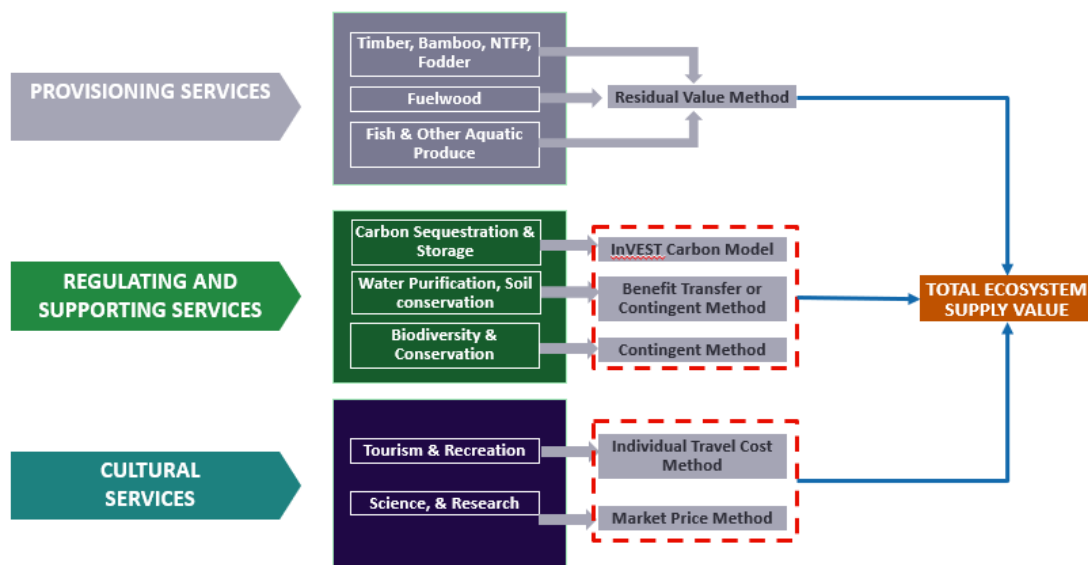 PROVISIONING SERVICES
Timber, Bamboo, NTFP,
Fodder
Fuelwood
Fish & Other Aquatic
Produce
Residual Value Method
REGULATING AND
SUPPORTING SERVICES
Carbon Sequestration &
Storage
Water Purification, Soil
conservation
Biodiversity &
Conservation
InVEST Carbon Model
Benefit Transfer or
Contingent Method
Contingent Method
TOTAL ECOSYSTEM
SUPPLY VALUE
CULTURAL
SERVICES
Tourism & Recreation
Science, & Research
Individual Travel Cost
Method
Market Price Method